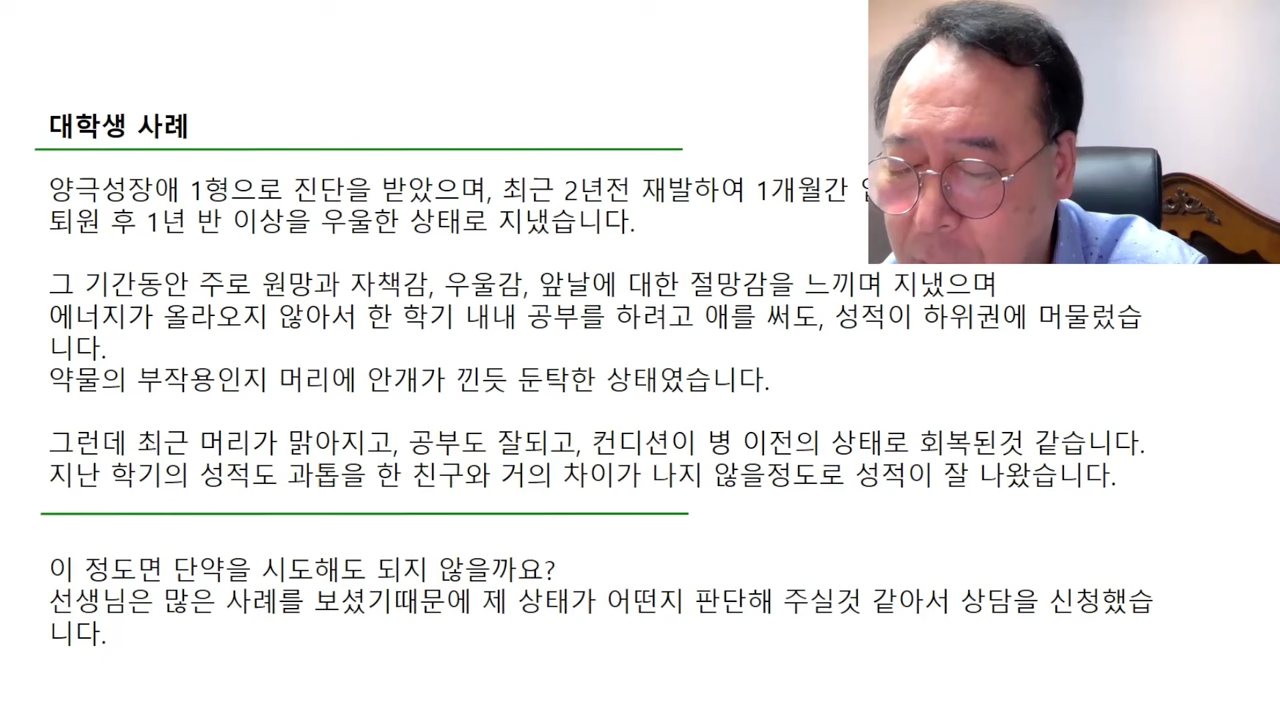 대학생 사례
양극성장애 1형으로 진단을 받았으며, 최근 2년전 재발하여 1개월간
퇴원 후 1년 반 이상을 우울한 상태로 지냈습니다.
그 기간동안 주로 원망과 자책감, 우울감, 앞날에 대한 절망감을 느끼며 지냈으며
에너지가 올라오지 않아서 한 학기 내내 공부를 하려고 애를 써도, 성적이 하위권에 머물렀습
니다.
약물의 부작용인지 머리에 안개가 낀듯 둔탁한 상태였습니다.
그런데 최근 머리가 맑아지고, 공부도 잘되고, 컨디션이 병 이전의 상태로 회복된것 같습니다.
지난 학기의 성적도 과톱을 한 친구와 거의 차이가 나지 않을정도로 성적이 잘 나왔습니다.
이 정도면 단약을 시도해도 되지 않을까요?
선생님은 많은 사례를 보셨기때문에 제 상태가 어떤지 판단해 주실것 같아서 상담을 신청했습
니다.